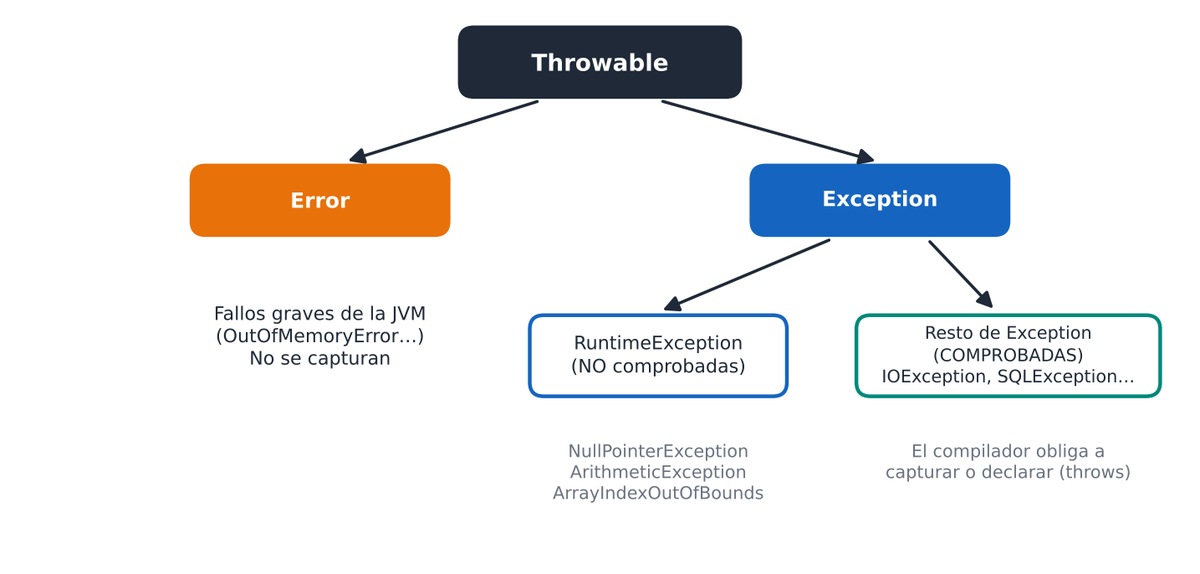 Throwable
Error
Exception
Fallos graves de la JVM
(OutOfMemoryError...)
No se capturan
RuntimeException
(NO comprobadas)
Resto de Exception
(COMPROBADAS)
IOException, SQLException...
NullPointerException
ArithmeticException
ArrayIndexOutOfBounds
El compilador obliga a
capturar o declarar (throws)